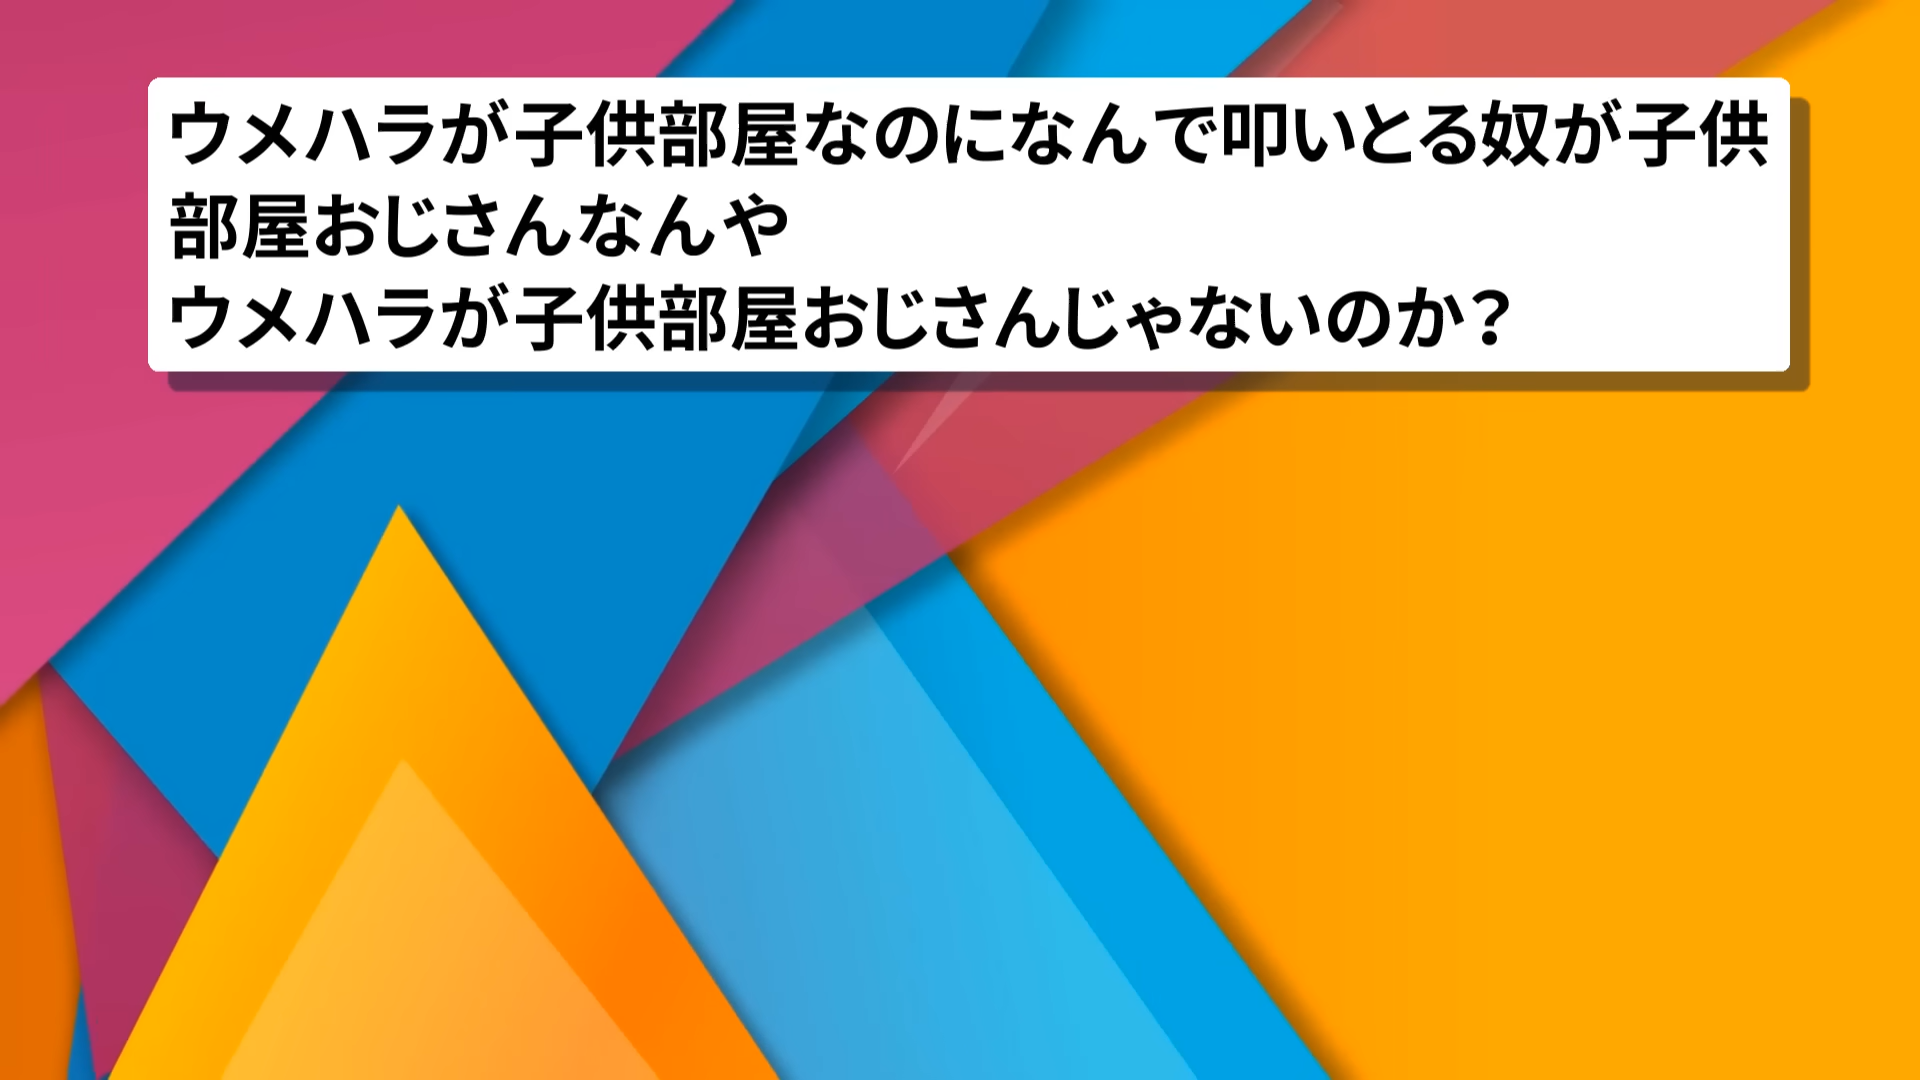 ウメハラが子供部屋なのになんで叩いとる奴が子供
部屋おじさんなんや
ウメハラが子供部屋おじさんじゃないのか？